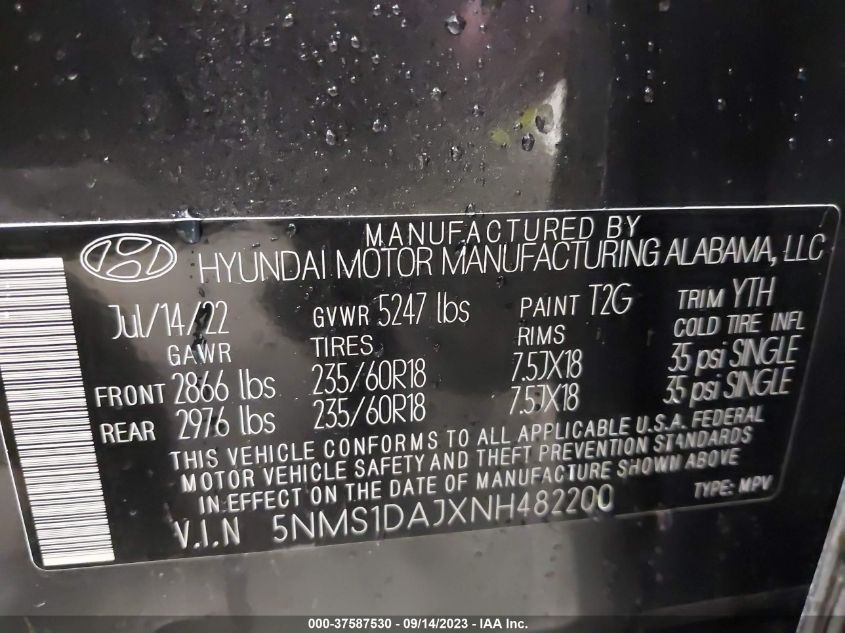 MANUFACTURED BY
HYUNDAI MOTOR MANUFACTURING ALABAMA, LLC
Jul/14/22 GVWR 5247 lbs PAINT T2G TRIM YTH
GAWR TIRES RIMS COLD TIRE INFL
FRONT 2866 lbs 235/60R18 7.5JX18 35 psi SINGLE
REAR 2976 lbs 235/60R18 7.5JX18 35 psi SINGLE
THIS VEHICLE CONFORMS TO ALL APPLICABLE U.S.A. FEDERAL
MOTOR VEHICLE SAFETY AND THEFT PREVENTION STANDARDS
IN EFFECT ON THE DATE OF MANUFACTURE SHOWN ABOVE
V.I.N 5NMS1DAJXNH482200 TYPE: MPV
000-37587530 - 09/14/2023 - IAA Inc.